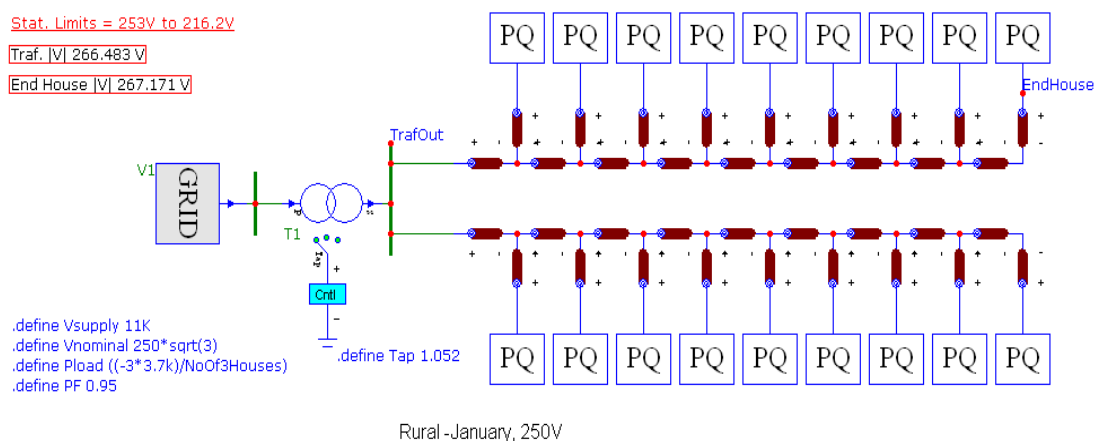 Stat. Limits = 253V to 216.2V
Traf. |V| 266.483 V
End House |V| 267.171 V
PQ PQ PQ PQ PQ PQ PQ PQ PQ
EndHouse
TrafOut
V1
GRID
T1
Tap
Cntl
.define Vsupply 11K
.define Vnominal 250*sqrt(3)
.define Pload ((-3*3.7k)/NoOf3Houses)
.define PF 0.95
.define Tap 1.052
PQ PQ PQ PQ PQ PQ PQ PQ PQ
Rural -January, 250V